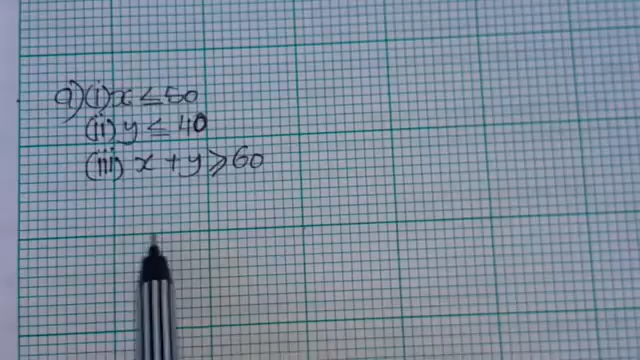 a)(i) x ≤ 50
(ii) y ≤ 40
(iii) x + y ⩾ 60